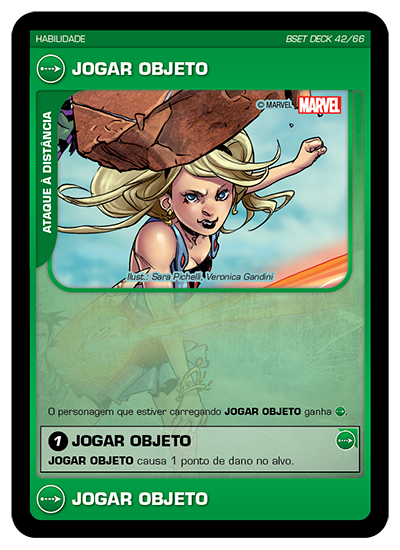 HABILIDADE
BSET DECK 42/66
JOGAR OBJETO
ATAQUE À DISTÂNCIA
© MARVEL
MARVEL
Ilust.: Sara Pichelli, Veronica Gandini
O personagem que estiver carregando JOGAR OBJETO ganha .
1 JOGAR OBJETO
JOGAR OBJETO causa 1 ponto de dano no alvo.
JOGAR OBJETO